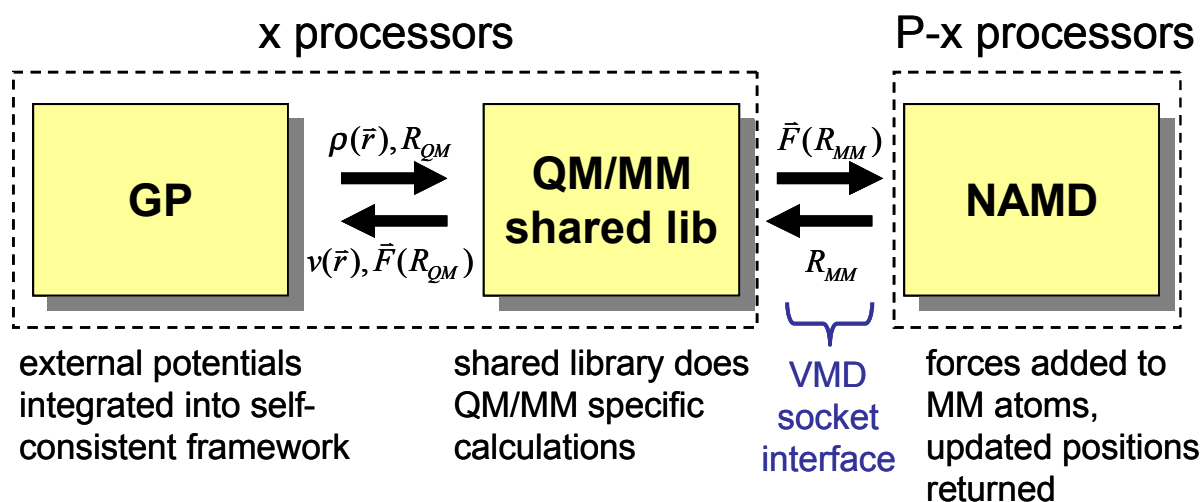 x processors
P-x processors
GP
ρ(r⃗), R_QM
v(r⃗), F⃗(R_QM)
QM/MM
shared lib
F⃗(R_MM)
R_MM
NAMD
external potentials
integrated into self-
consistent framework
shared library does
QM/MM specific
calculations
VMD
socket
interface
forces added to
MM atoms,
updated positions
returned